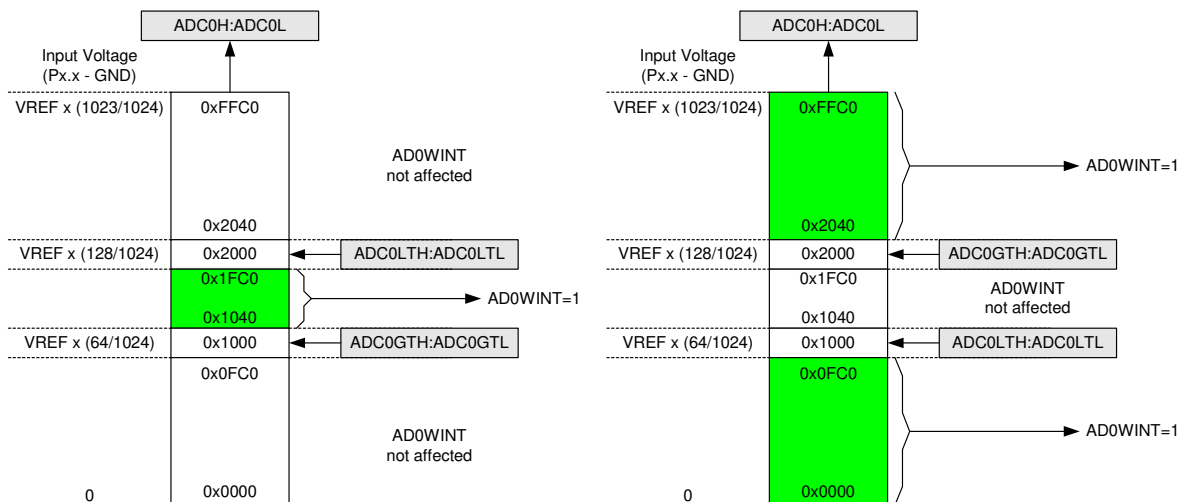 ADC0H:ADC0L
Input Voltage
(Px.x - GND)
VREF x (1023/1024)
0xFFC0
AD0WINT
not affected
0x2040
VREF x (128/1024)
0x2000
ADC0LTH:ADC0LTL
0x1FC0
AD0WINT=1
0x1040
VREF x (64/1024)
0x1000
ADC0GTH:ADC0GTL
0x0FC0
AD0WINT
not affected
0
0x0000
ADC0H:ADC0L
Input Voltage
(Px.x - GND)
VREF x (1023/1024)
0xFFC0
AD0WINT=1
0x2040
VREF x (128/1024)
0x2000
ADC0GTH:ADC0GTL
0x1FC0
AD0WINT
not affected
0x1040
VREF x (64/1024)
0x1000
ADC0LTH:ADC0LTL
0x0FC0
AD0WINT=1
0
0x0000